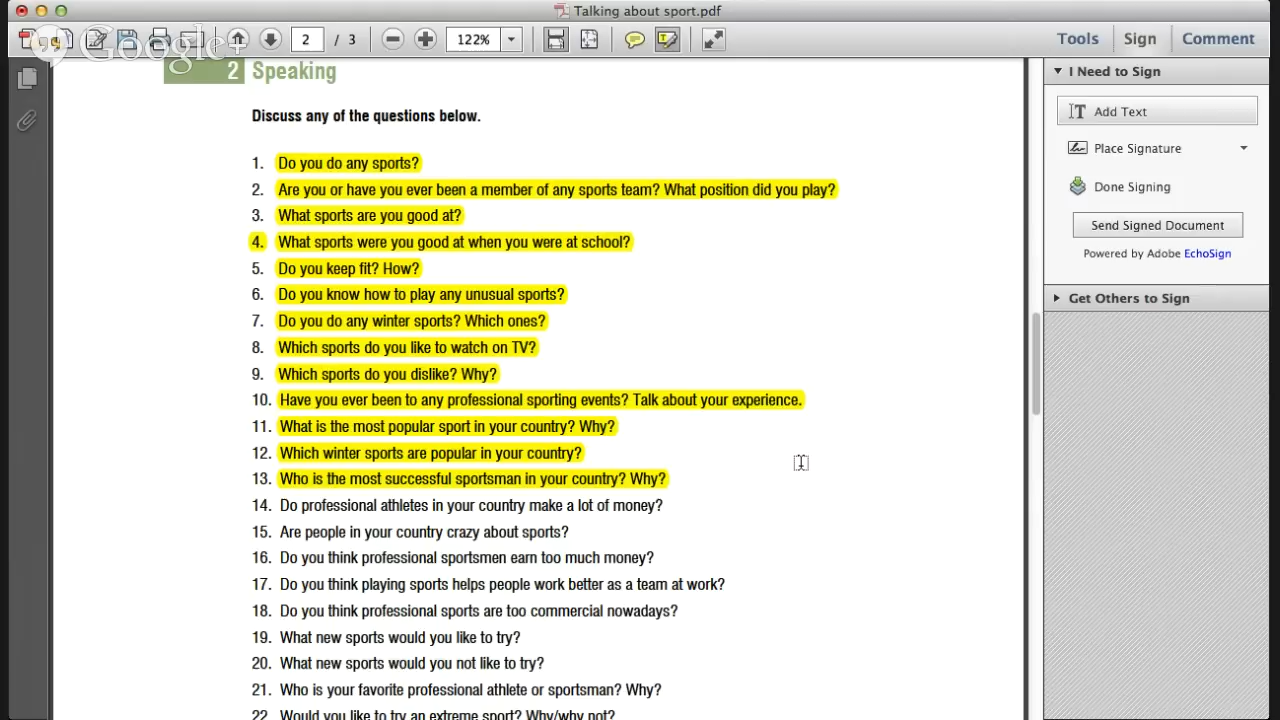 Talking about sport.pdf
Google+
2 / 3
122%
Tools
Sign
Comment
2 Speaking
Discuss any of the questions below.
1. Do you do any sports?
2. Are you or have you ever been a member of any sports team? What position did you play?
3. What sports are you good at?
4. What sports were you good at when you were at school?
5. Do you keep fit? How?
6. Do you know how to play any unusual sports?
7. Do you do any winter sports? Which ones?
8. Which sports do you like to watch on TV?
9. Which sports do you dislike? Why?
10. Have you ever been to any professional sporting events? Talk about your experience.
11. What is the most popular sport in your country? Why?
12. Which winter sports are popular in your country?
13. Who is the most successful sportsman in your country? Why?
14. Do professional athletes in your country make a lot of money?
15. Are people in your country crazy about sports?
16. Do you think professional sportsmen earn too much money?
17. Do you think playing sports helps people work better as a team at work?
18. Do you think professional sports are too commercial nowadays?
19. What new sports would you like to try?
20. What new sports would you not like to try?
21. Who is your favorite professional athlete or sportsman? Why?
22. Would you like to try an extreme sport? Why/why not?
I Need to Sign
Add Text
Place Signature
Done Signing
Send Signed Document
Powered by Adobe EchoSign
Get Others to Sign